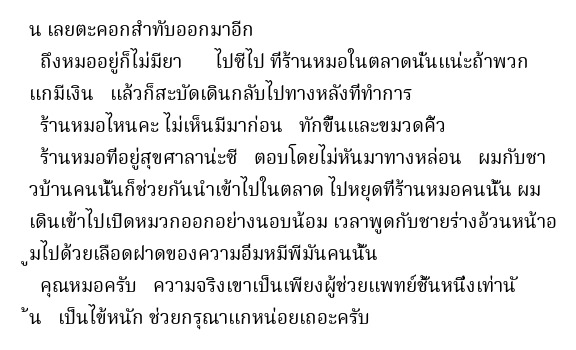 น เลยตะคอกสำทับออกมาอีก
ถึงหมออยู่ก็ไม่มียา ไปซีไป ที่ร้านหมอในตลาดนั่นแน่ะถ้าพวก
แกมีเงิน แล้วก็สะบัดเดินกลับไปทางหลังที่ทำการ
ร้านหมอไหนคะ ไม่เห็นมีมาก่อน ทักขึ้นและขมวดคิ้ว
ร้านหมอที่อยู่สุขศาลาน่ะซี ตอบโดยไม่หันมาทางหล่อน ผมกับชา
วบ้านคนนั้นก็ช่วยกันนำเข้าไปในตลาด ไปหยุดที่ร้านหมอคนนั้น ผม
เดินเข้าไปเปิดหมวกออกอย่างนอบน้อม เวลาพูดกับชายร่างอ้วนหน้าอ
ูมไปด้วยเลือดฝาดของความอิ่มหมีพีมันคนนั้น
คุณหมอครับ ความจริงเขาเป็นเพียงผู้ช่วยแพทย์ชั้นหนึ่งเท่านั
้น เป็นไข้หนัก ช่วยกรุณาแกหน่อยเถอะครับ